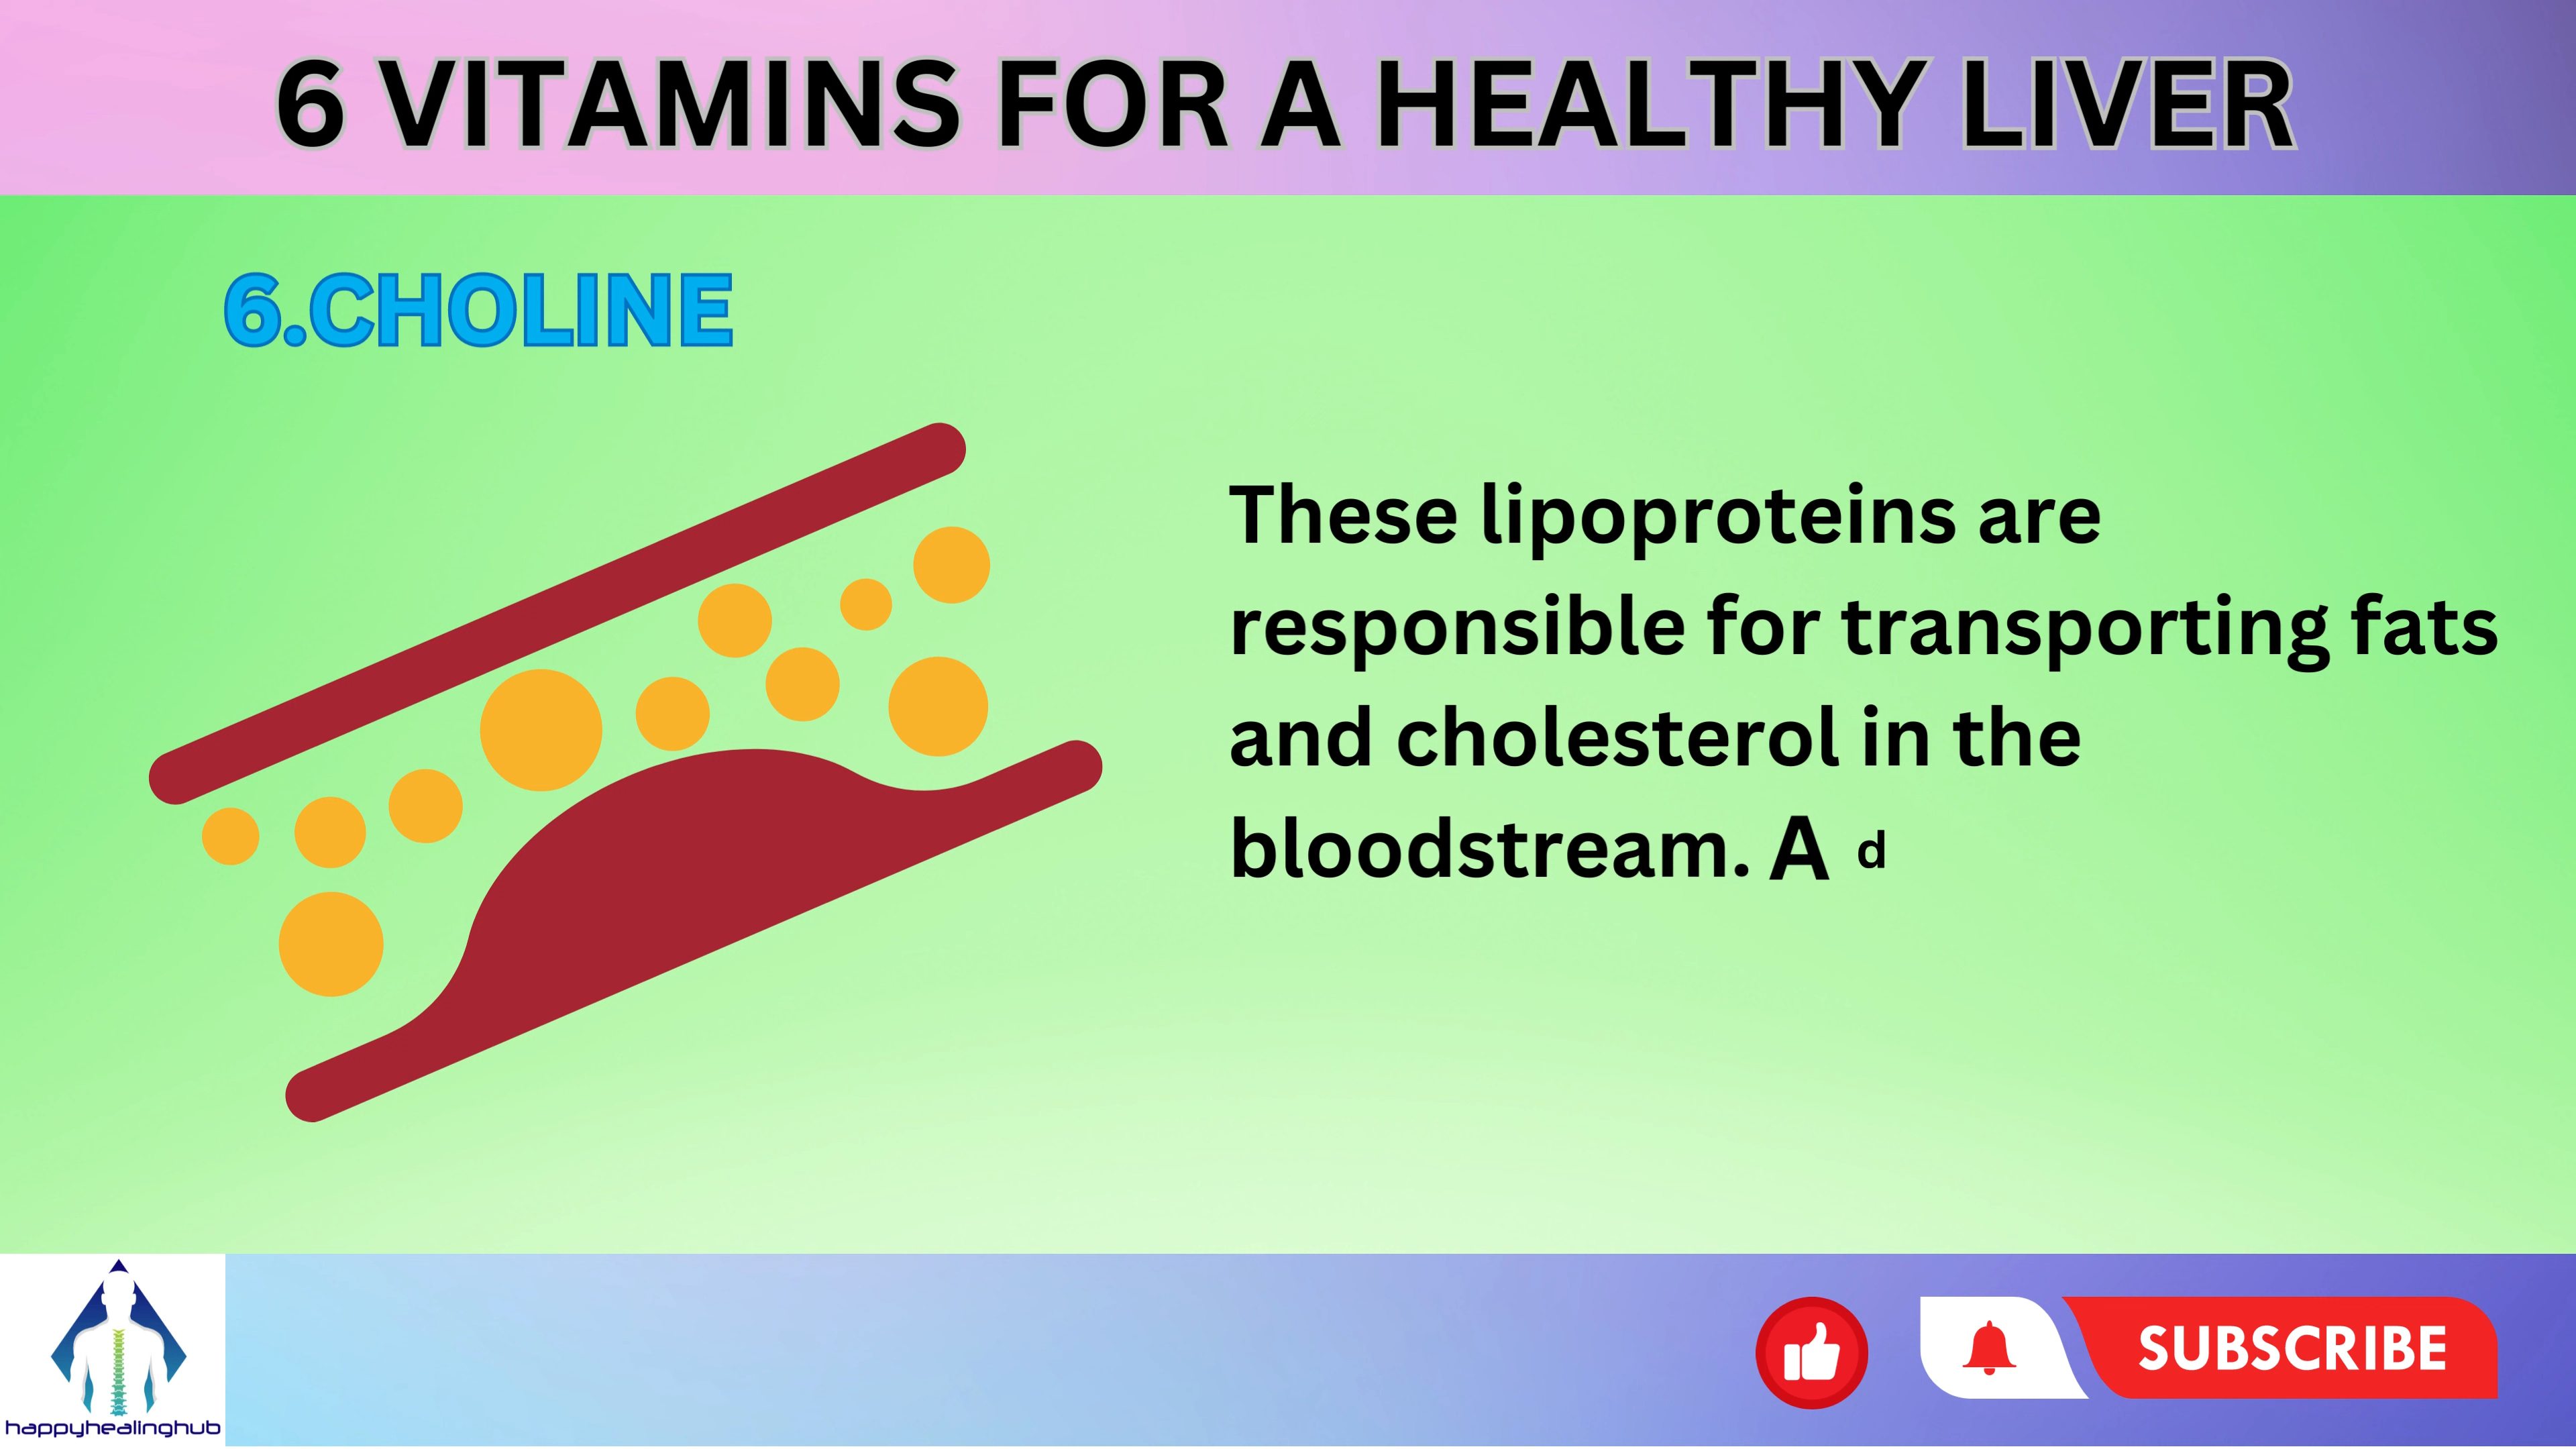 6 VITAMINS FOR A HEALTHY LIVER
6.CHOLINE
These lipoproteins are
responsible for transporting fats
and cholesterol in the
bloodstream. A d
happyhealinghub
SUBSCRIBE